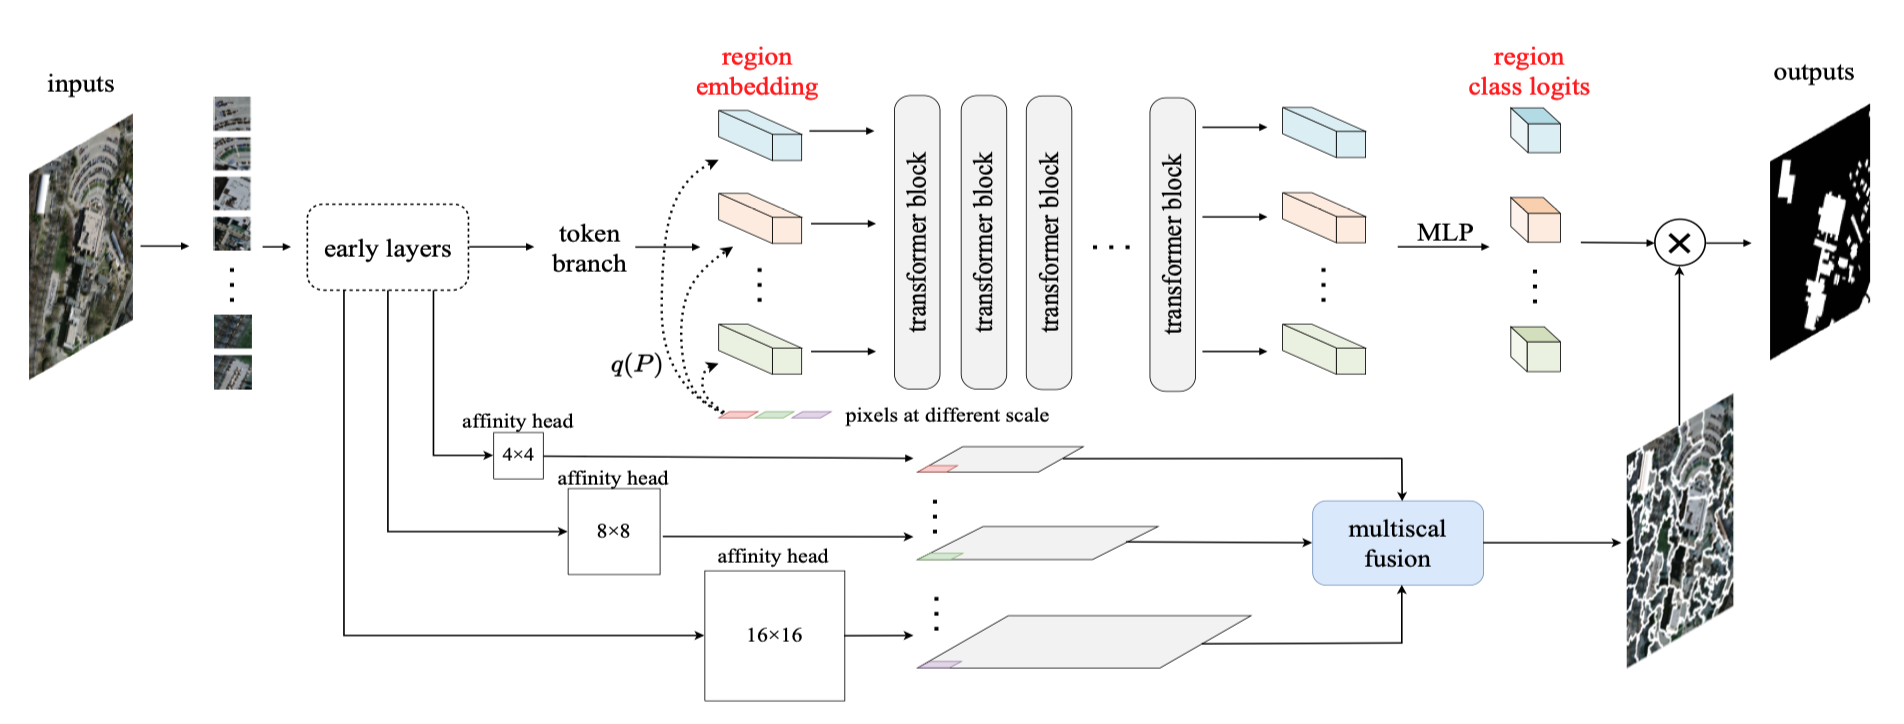 inputs
early layers
token
branch
region
embedding
q(P)
pixels at different scale
transformer block
transformer block
transformer block
transformer block
MLP
region
class logits
outputs
affinity head
4×4
affinity head
8×8
affinity head
16×16
multiscal
fusion